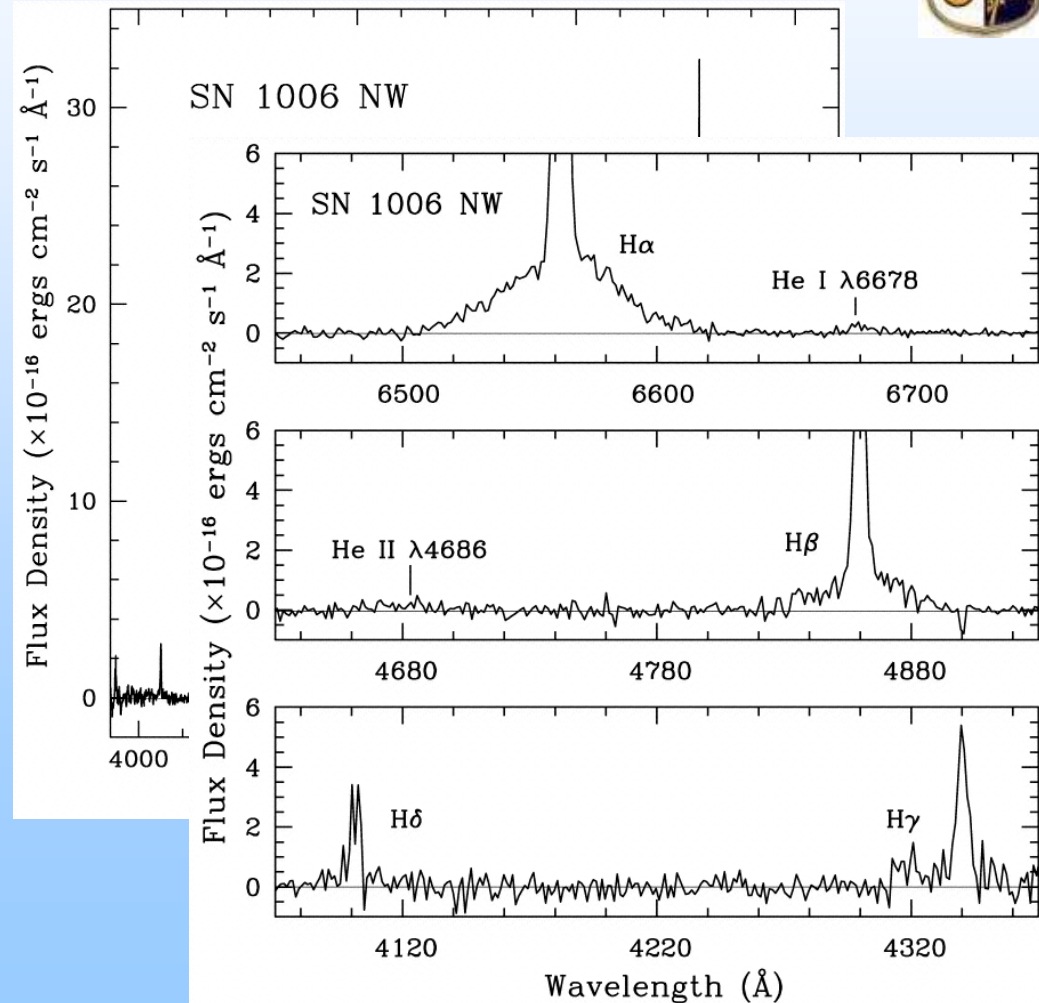 SN 1006 NW
Flux Density (×10⁻¹⁶ ergs cm⁻² s⁻¹ Å⁻¹)
30
20
10
0
4000
SN 1006 NW
Hα
He I λ6678
6
4
2
0
6500 6600 6700
He II λ4686
Hβ
6
4
2
0
4680 4780 4880
Hδ
Hγ
6
4
2
0
4120 4220 4320
Flux Density (×10⁻¹⁶ ergs cm⁻² s⁻¹ Å⁻¹)
Wavelength (Å)